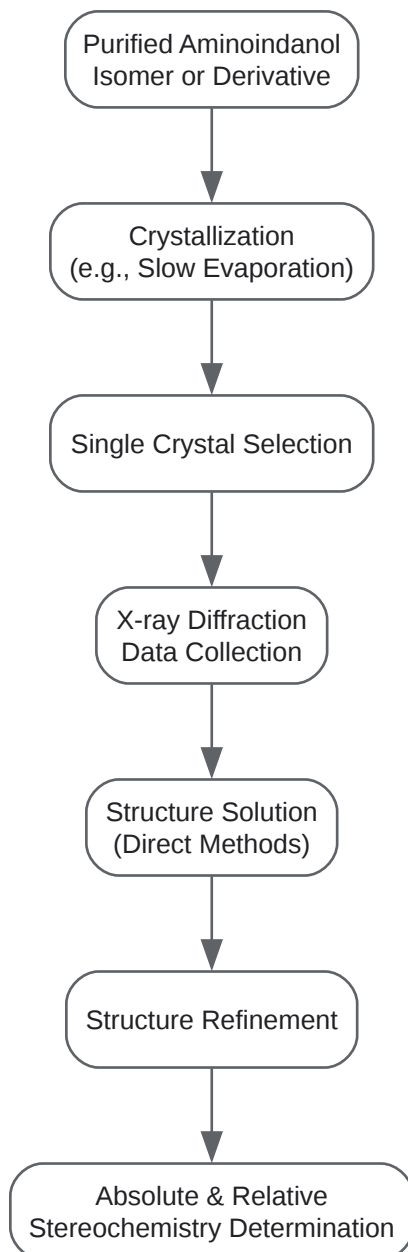 Purified Aminoindanol
Isomer or Derivative
Crystallization
(e.g., Slow Evaporation)
Single Crystal Selection
X-ray Diffraction
Data Collection
Structure Solution
(Direct Methods)
Structure Refinement
Absolute & Relative
Stereochemistry Determination